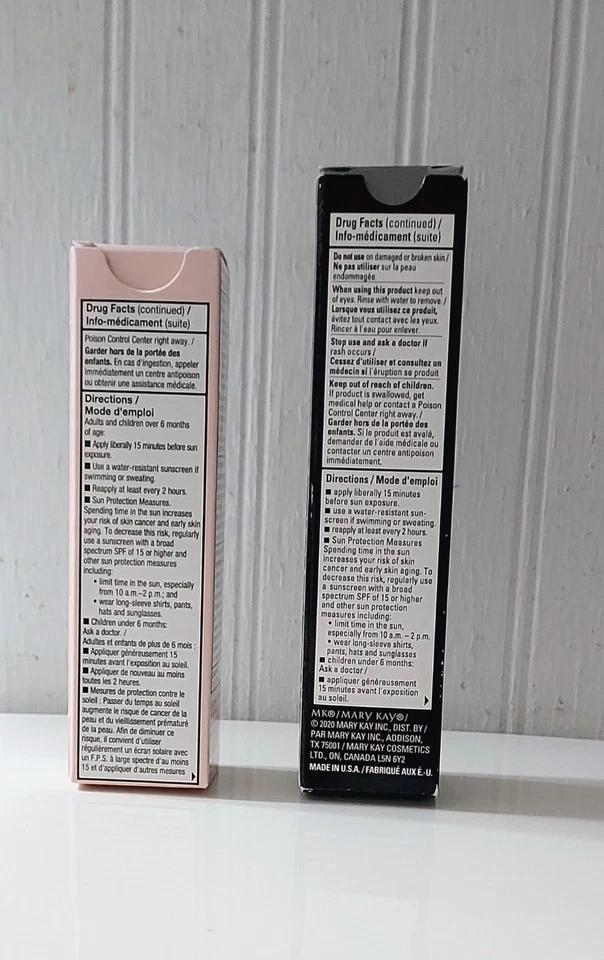 Drug Facts (continued) /
Info-médicament (suite)
Poison Control Center right away. /
Garder hors de la portée des
enfants. En cas d'ingestion, appeler
immédiatement un centre antipoison
ou obtenir une assistance médicale.
Directions /
Mode d'emploi
Adults and children over 6 months
of age:
■ Apply liberally 15 minutes before sun
exposure.
■ Use a water-resistant sunscreen if
swimming or sweating.
■ Reapply at least every 2 hours.
■ Sun Protection Measures.
Spending time in the sun increases
your risk of skin cancer and early skin
aging. To decrease this risk, regularly
use a sunscreen with a broad
spectrum SPF of 15 or higher and
other sun protection measures
including:
• limit time in the sun, especially
from 10 a.m.–2 p.m.; and
• wear long-sleeve shirts, pants,
hats and sunglasses.
■ Children under 6 months:
Ask a doctor. /
Adultes et enfants de plus de 6 mois :
■ Appliquer généreusement 15
minutes avant l'exposition au soleil.
■ Appliquer de nouveau au moins
toutes les 2 heures.
■ Mesures de protection contre le
soleil : Passer du temps au soleil
augmente le risque de cancer de la
peau et du vieillissement prématuré
de la peau. Afin de diminuer ce
risque, il convient d'utiliser
régulièrement un écran solaire avec
un F.P.S. à large spectre d'au moins
15 et d'appliquer d'autres mesures
Drug Facts (continued) /
Info-médicament (suite)
Do not use on damaged or broken skin /
Ne pas utiliser sur la peau
endommagée.
When using this product keep out
of eyes. Rinse with water to remove. /
Lorsque vous utilisez ce produit,
évitez tout contact avec les yeux.
Rincer à l'eau pour enlever.
Stop use and ask a doctor if
rash occurs /
Cessez d'utiliser et consultez un
médecin si l'éruption se produit
Keep out of reach of children.
If product is swallowed, get
medical help or contact a Poison
Control Center right away. /
Garder hors de la portée des
enfants. Si le produit est avalé,
demander de l'aide médicale ou
contacter un centre antipoison
immédiatement.
Directions / Mode d'emploi
■ apply liberally 15 minutes
before sun exposure.
■ use a water-resistant sun-
screen if swimming or sweating.
■ reapply at least every 2 hours.
■ Sun Protection Measures
Spending time in the sun
increases your risk of skin
cancer and early skin aging. To
decrease this risk, regularly use
a sunscreen with a broad
spectrum SPF of 15 or higher
and other sun protection
measures including:
• limit time in the sun,
especially from 10 a.m. – 2 p.m.
• wear long-sleeve shirts,
pants, hats and sunglasses
■ children under 6 months:
Ask a doctor /
■ appliquer généreusement
15 minutes avant l'exposition
au soleil.
MK®/MARY KAY®/
© 2020 MARY KAY INC., DIST. BY /
PAR MARY KAY INC., ADDISON,
TX 75001 / MARY KAY COSMETICS
LTD., ON, CANADA L5N 6Y2
MADE IN U.S.A. / FABRIQUÉ AUX É.-U.